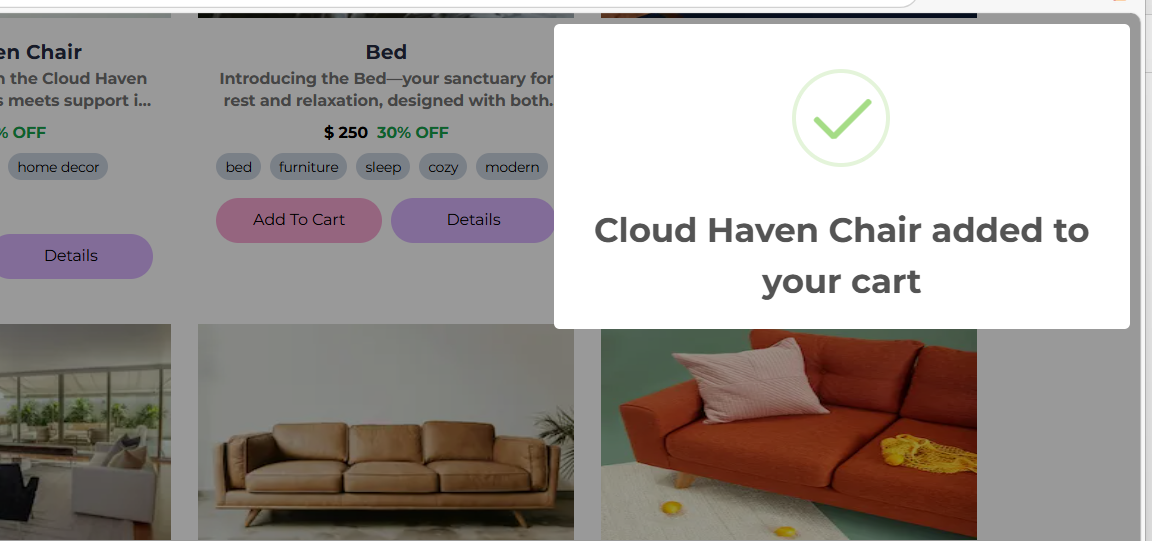 en Chair
n the Cloud Haven
s meets support i...
% OFF
home decor
Details
Bed
Introducing the Bed—your sanctuary for
rest and relaxation, designed with both.
$ 250 30% OFF
bed furniture sleep cozy modern
Add To Cart Details
Cloud Haven Chair added to
your cart